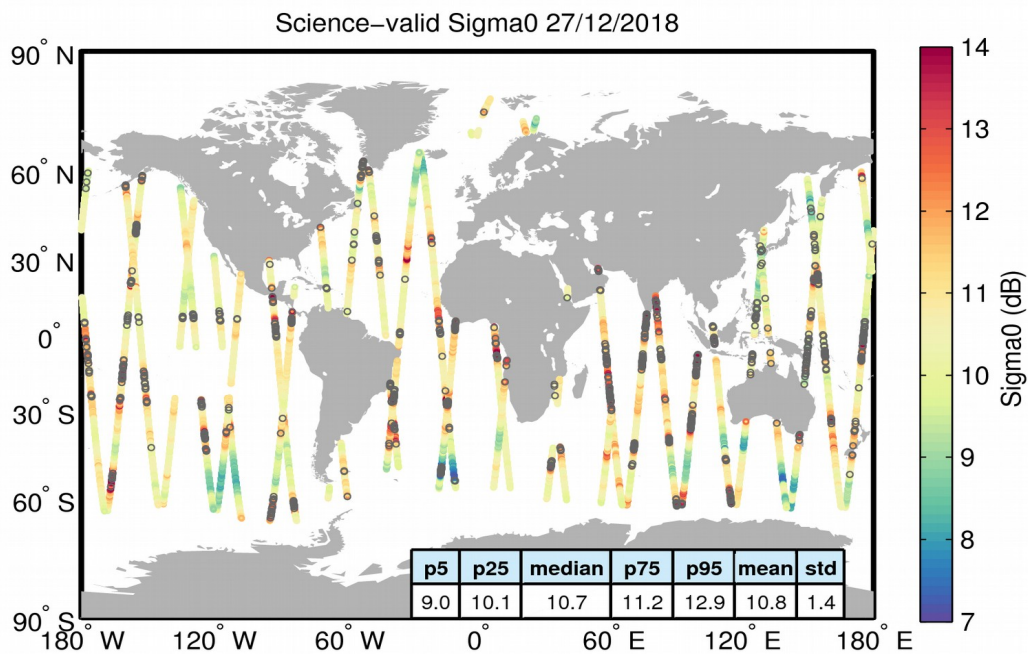 Science−valid Sigma0 27/12/2018
90° N
60° N
30° N
0°
30° S
60° S
90° S
180° W
120° W
60° W
0°
60° E
120° E
180° E
14
13
12
11
10
9
8
7
Sigma0 (dB)
p5 p25 median p75 p95 mean std
9.0 10.1 10.7 11.2 12.9 10.8 1.4